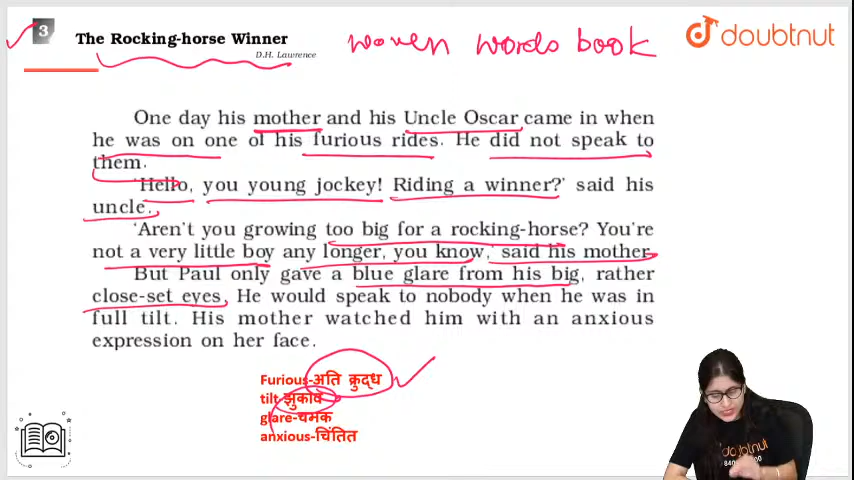 3
The Rocking-horse Winner
D.H. Lawrence
woven words book
doubtnut
One day his mother and his Uncle Oscar came in when
he was on one of his furious rides. He did not speak to
them.
'Hello, you young jockey! Riding a winner?' said his
uncle.
'Aren't you growing too big for a rocking-horse? You're
not a very little boy any longer, you know,' said his mother.
But Paul only gave a blue glare from his big, rather
close-set eyes. He would speak to nobody when he was in
full tilt. His mother watched him with an anxious
expression on her face.
Furious-अति क्रुद्ध
tilt-झुकाव
glare-चमक
anxious-चिंतित
doubtnut